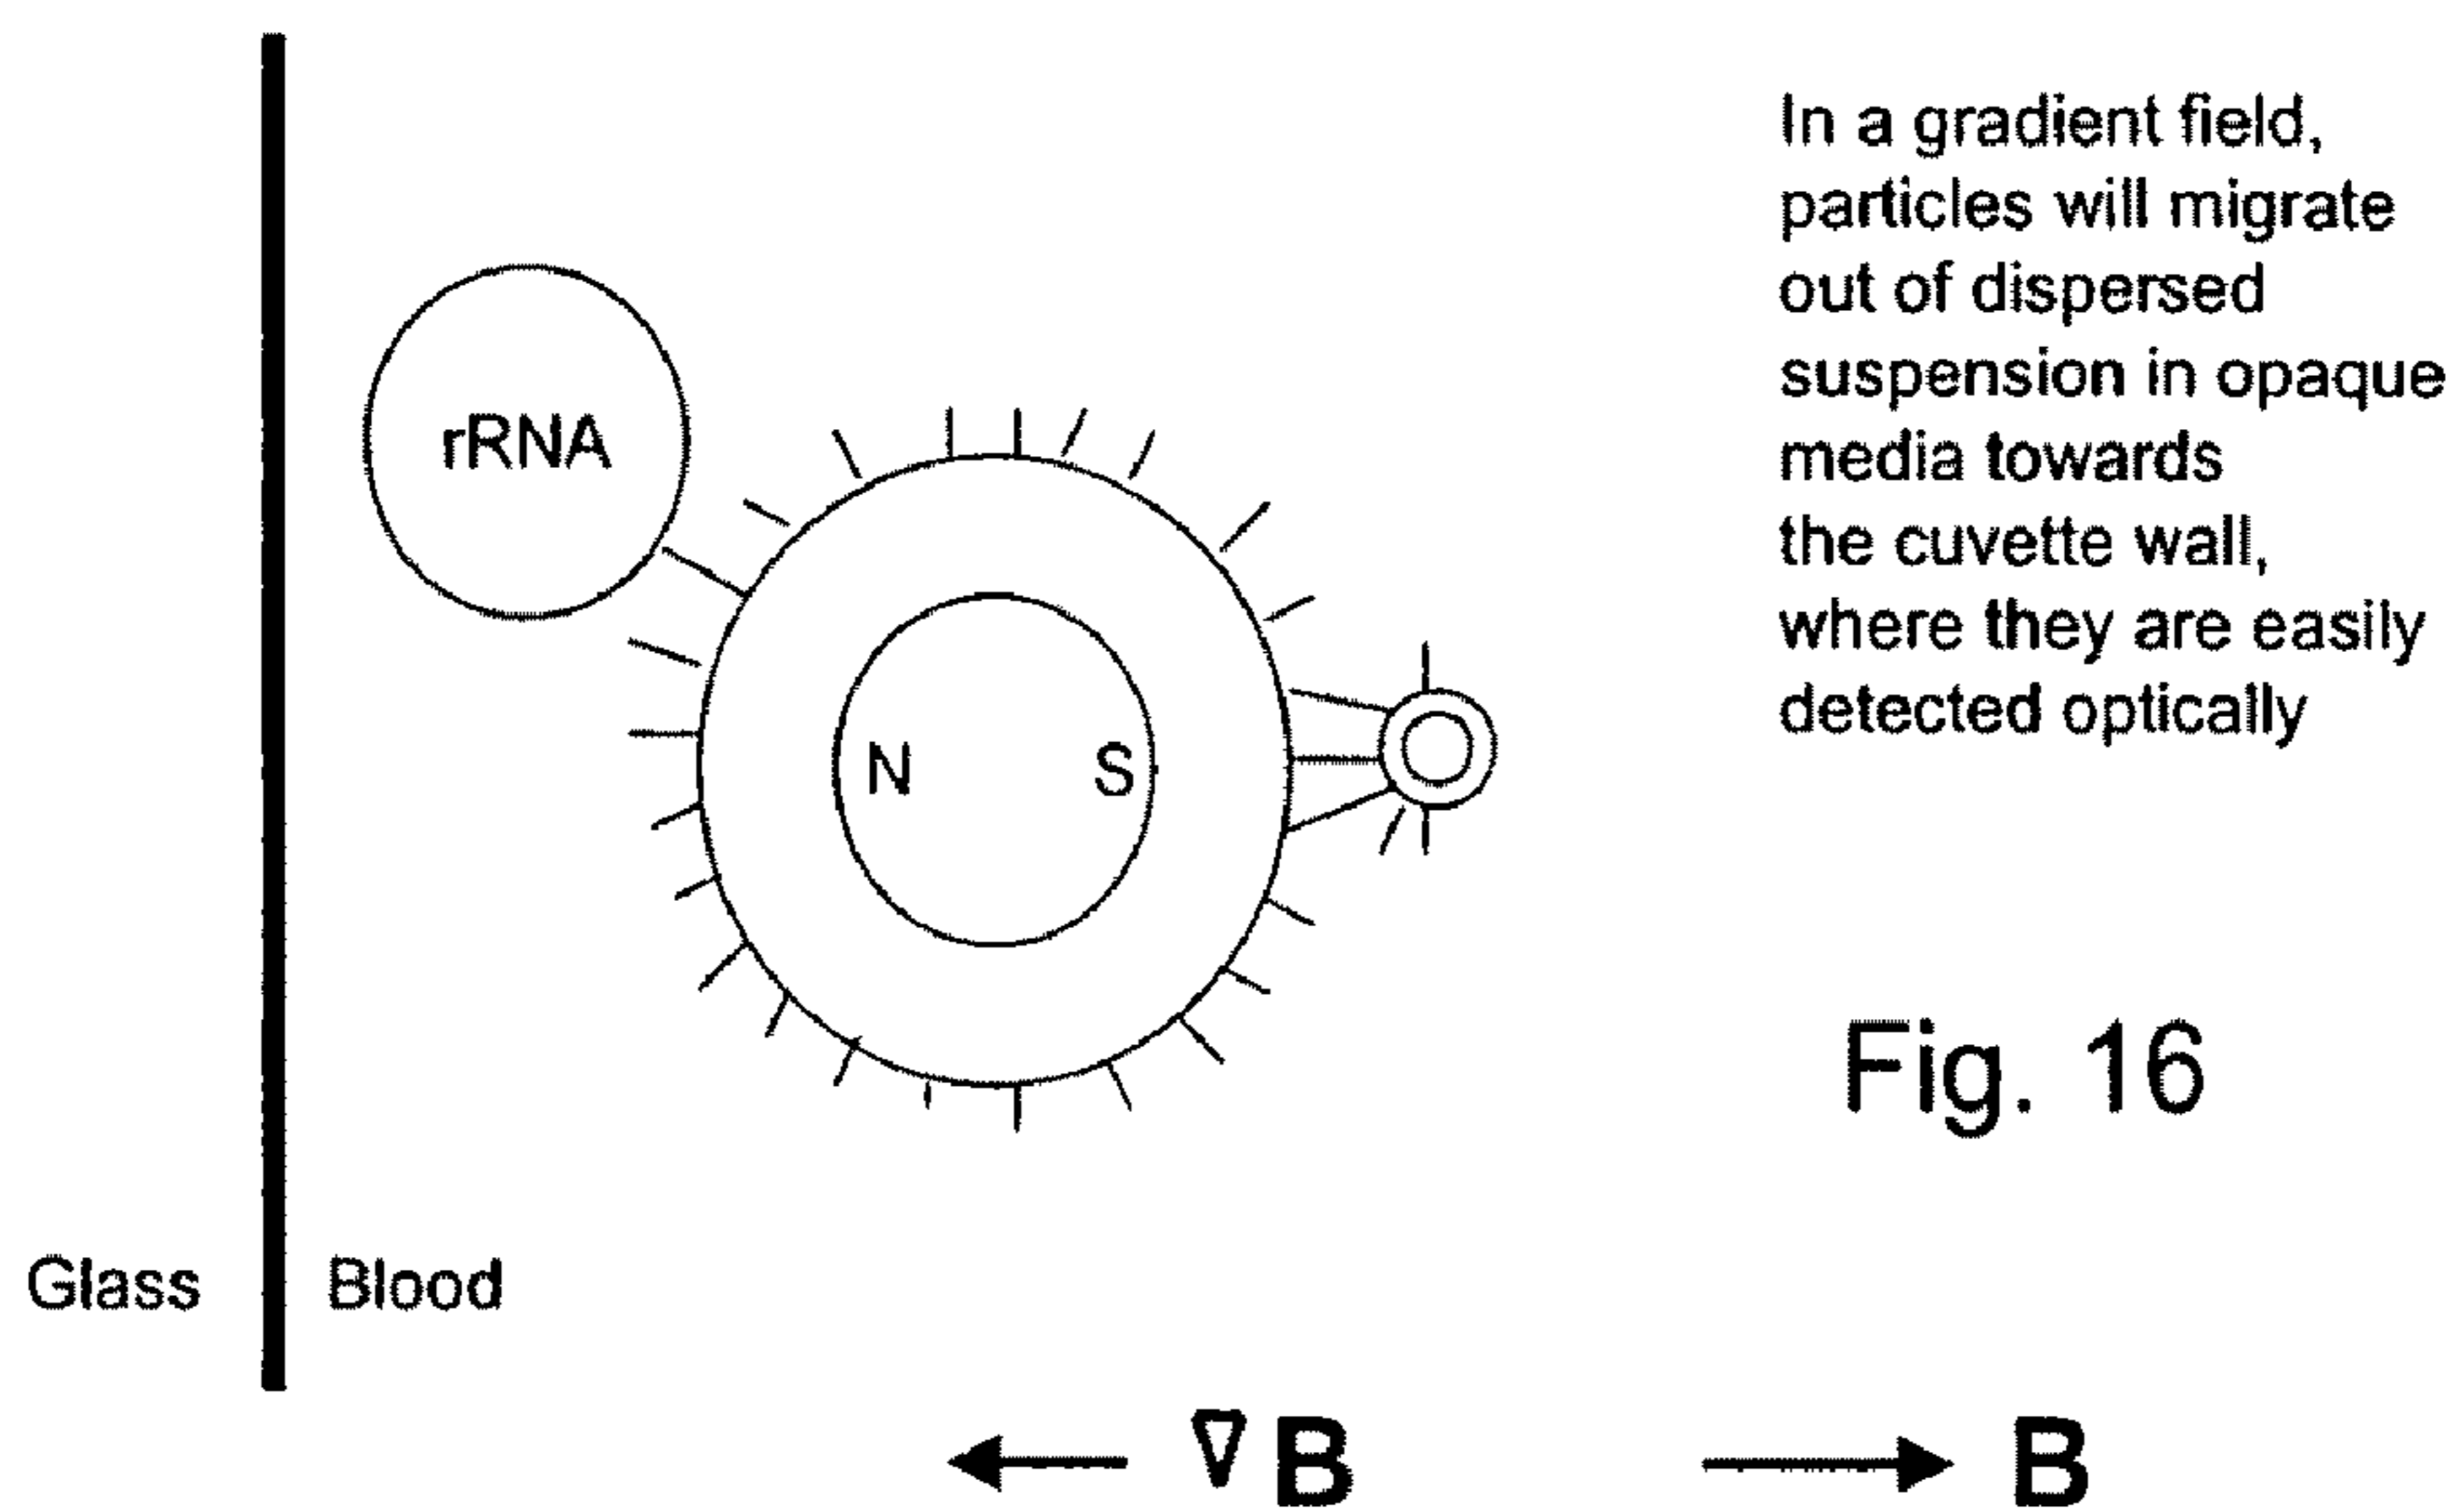 In a gradient field,
particles will migrate
out of dispersed
suspension in opaque
media towards
the cuvette wall,
where they are easily
detected optically
rRNA
N
S
Fig. 16
Glass
Blood
∇B
B